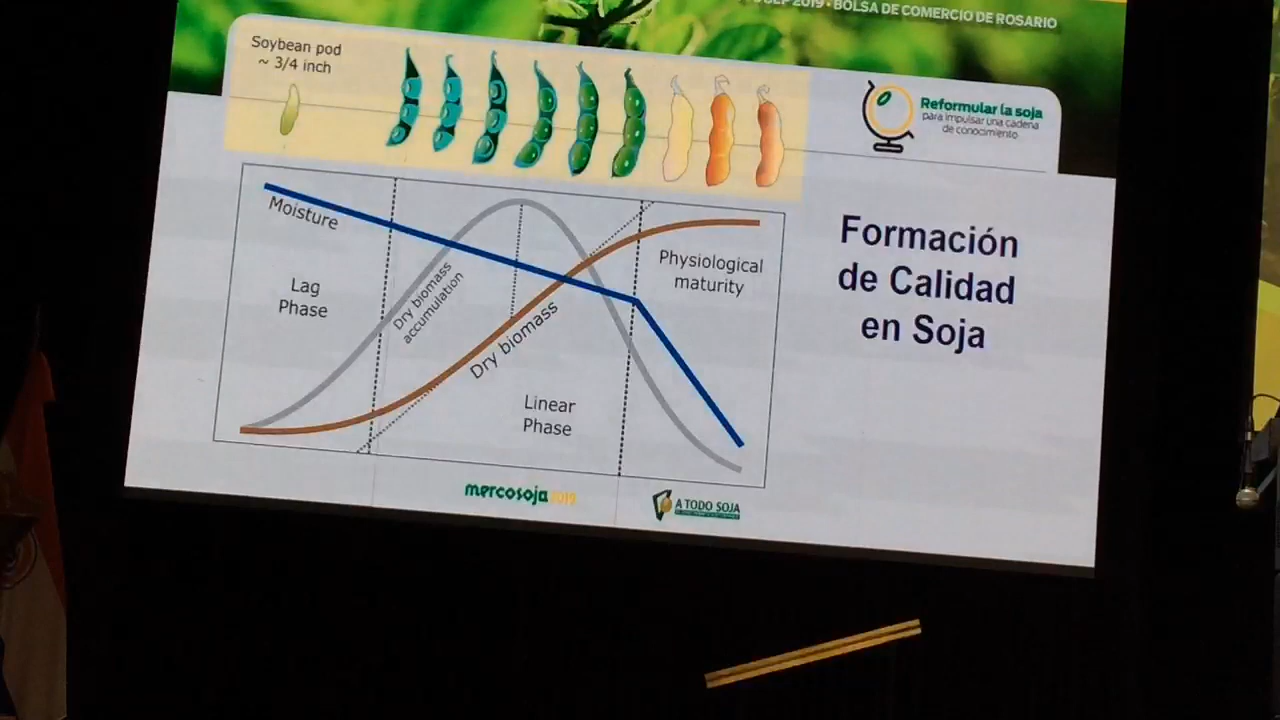 2019 • BOLSA DE COMERCIO DE ROSARIO
Soybean pod
~ 3/4 inch
Reformular la soja
para impulsar una cadena
de conocimiento
Moisture
Lag
Phase
Dry biomass
accumulation
Dry biomass
Linear
Phase
Physiological
maturity
Formación
de Calidad
en Soja
mercosoja2019
A TODO SOJA